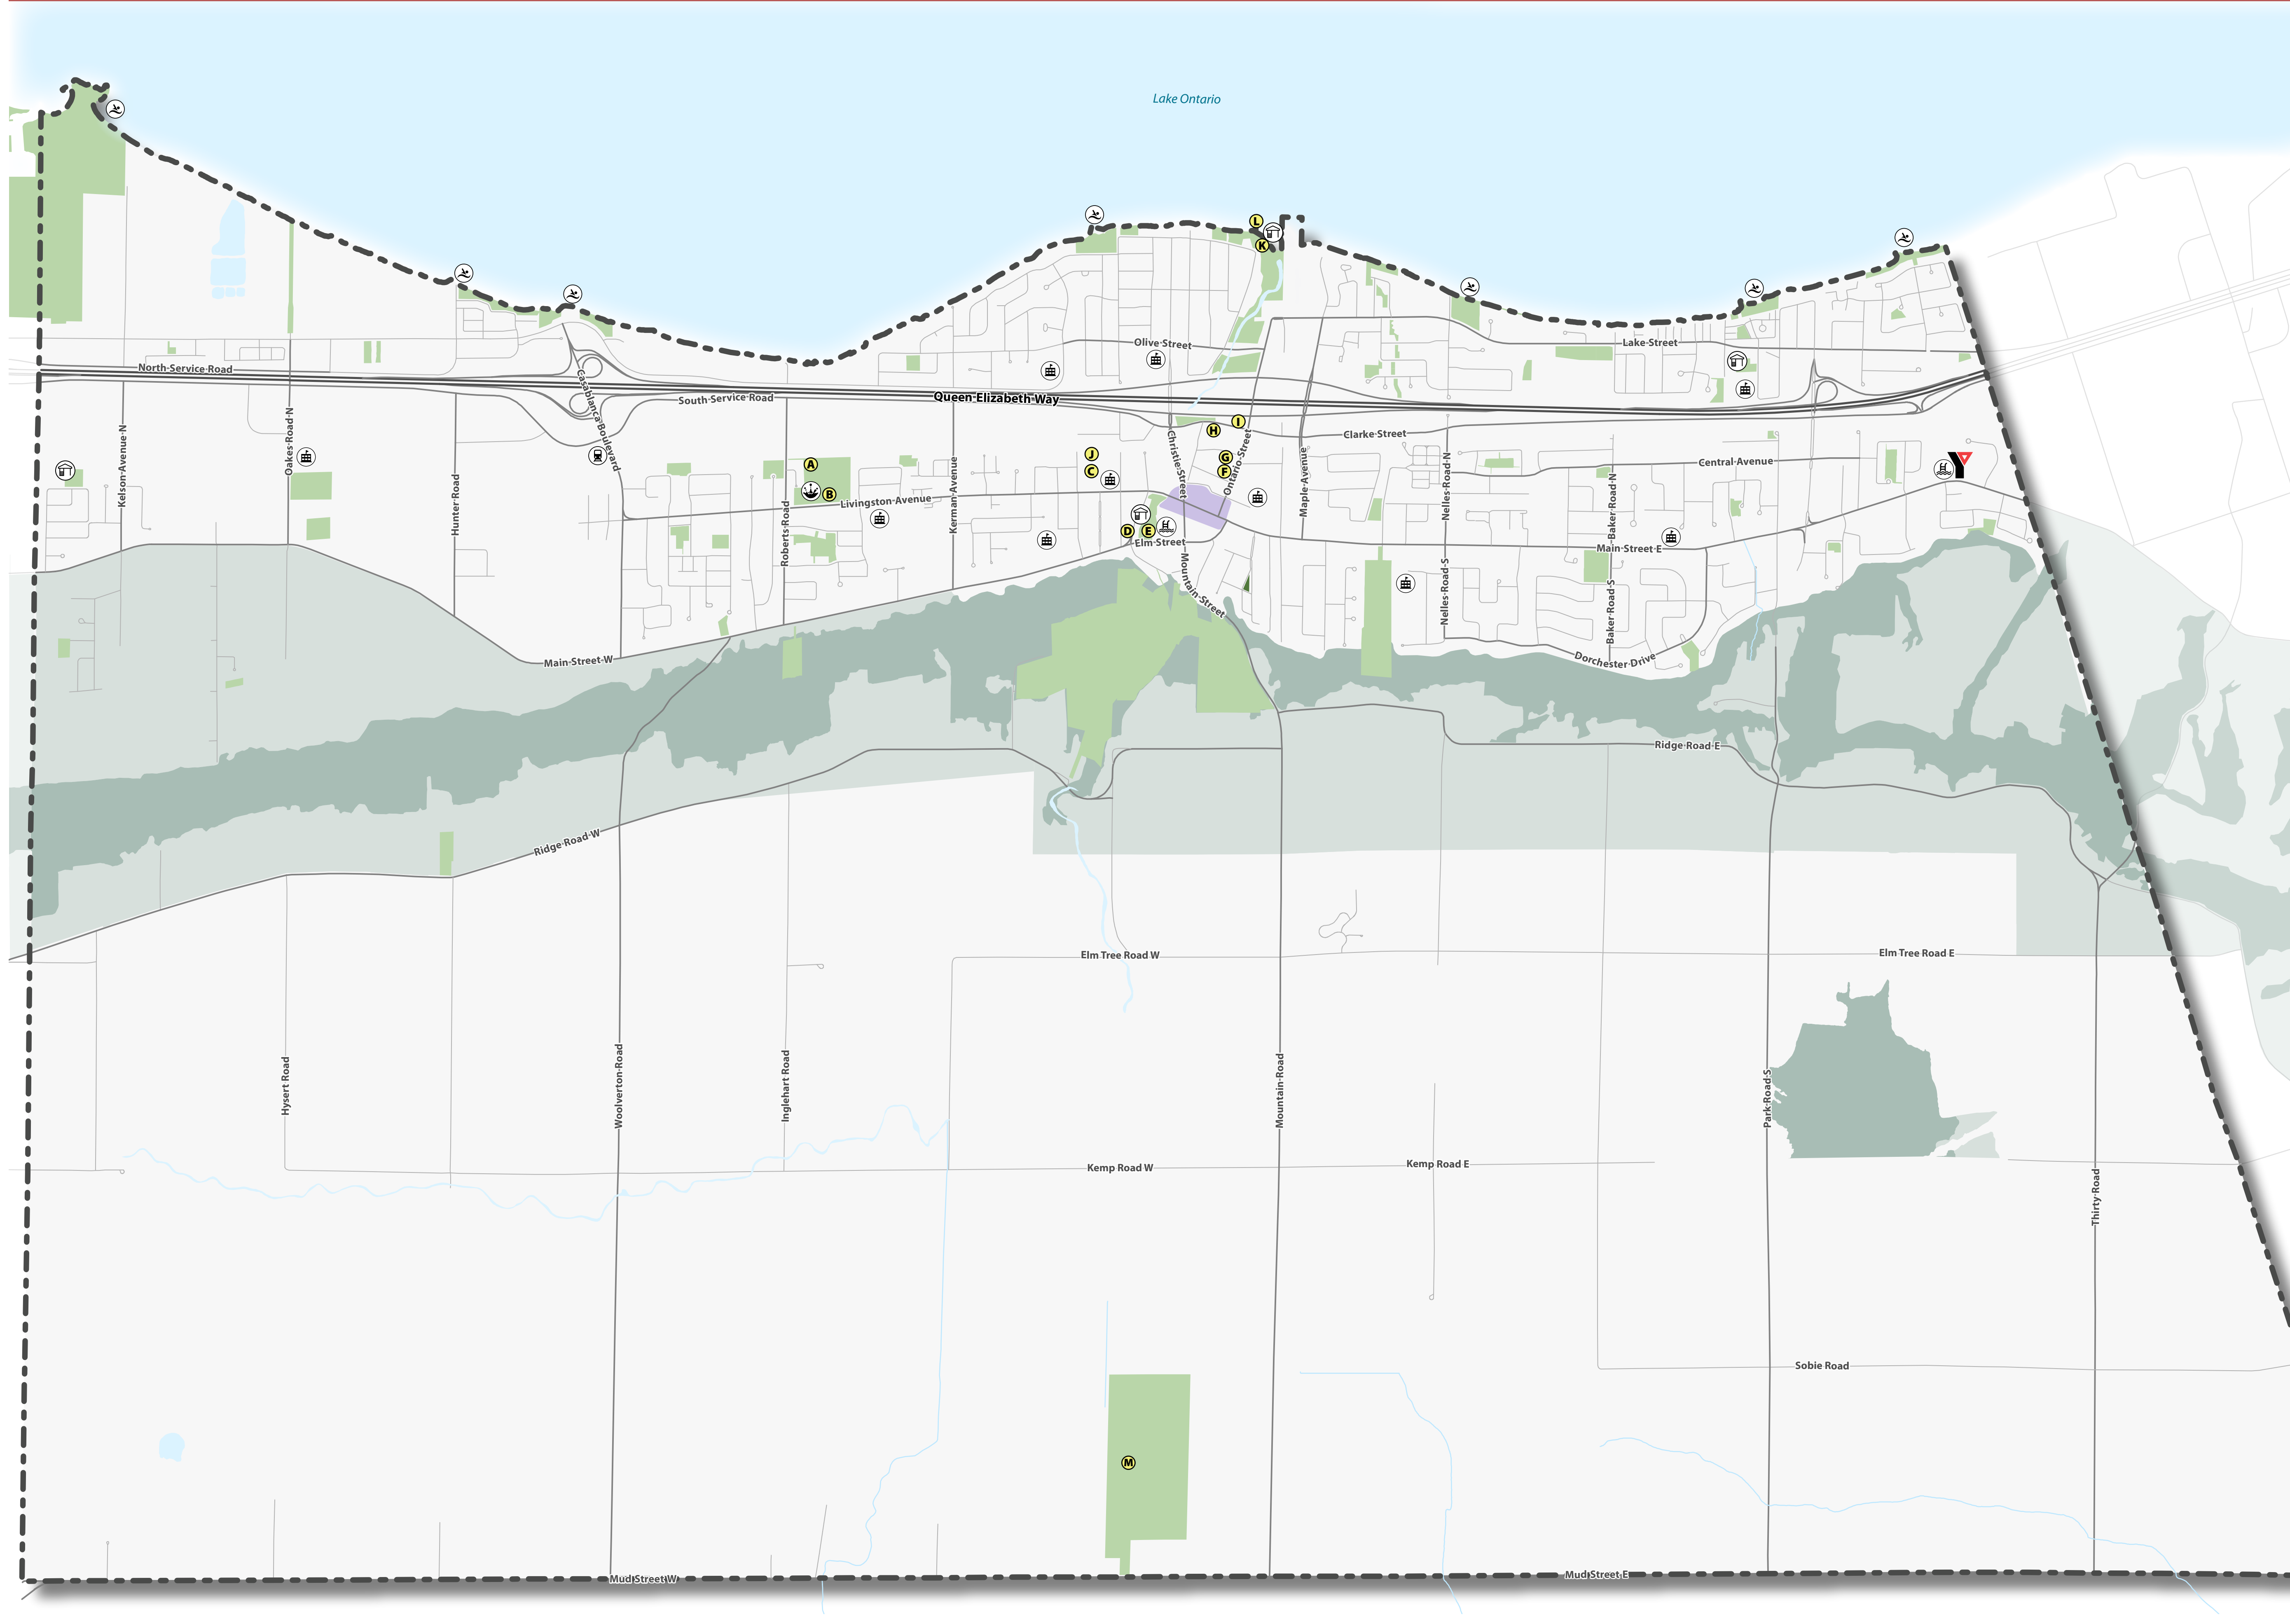 Lake Ontario
L
K
Olive Street
Lake Street
North Service Road
Casablanca Boulevard
South Service Road
Queen Elizabeth Way
Kelson Avenue N
Oakes Road N
Hunter Road
Roberts Road
Kerman Avenue
Christie Street
Ontario Street
Maple Avenue
Clarke Street
Nelles Road N
Central Avenue
Baker Road N
I
H
J
G
C
F
A
B
Y
Livingston Avenue
D
E
Elm Street
Main Street E
Mountain Street
Nelles Road S
Baker Road S
Main Street W
Dorchester Drive
Ridge Road E
Ridge Road W
Elm Tree Road W
Elm Tree Road E
Hysert Road
Woolverton Road
Inglehart Road
Mountain Road
Park Road S
Kemp Road W
Kemp Road E
Thirty Road
Sobie Road
M
Mud Street W
Mud Street E